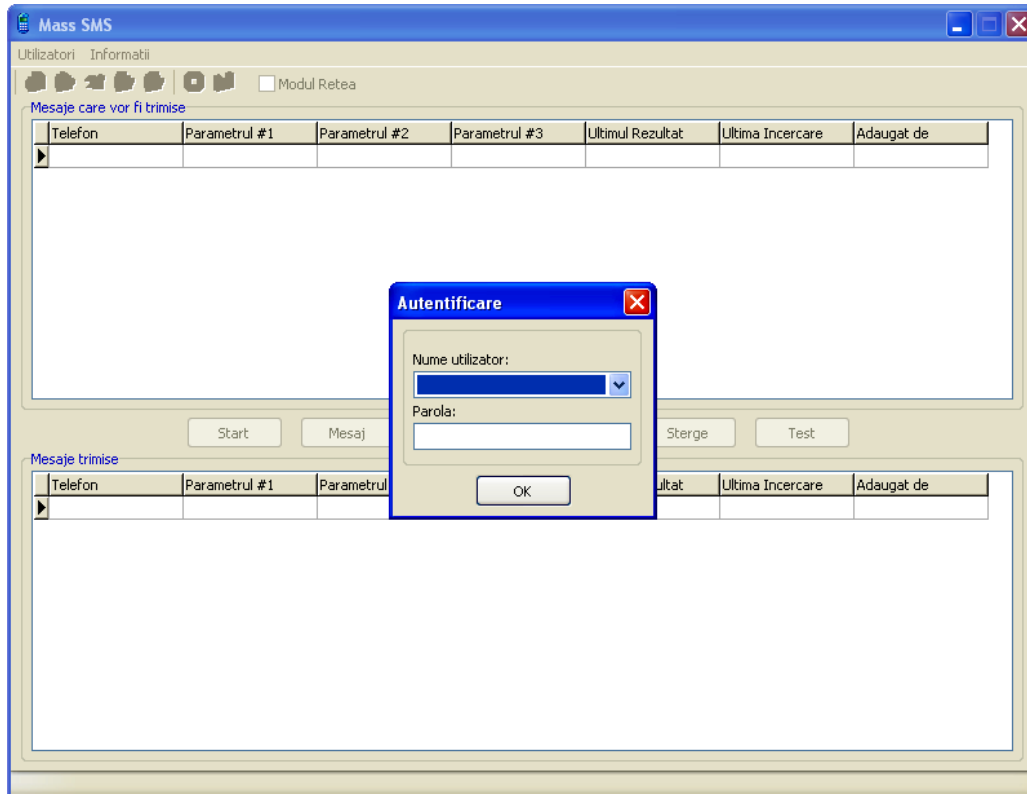 Mass SMS
Utilizatori Informatii
Modul Retea
Mesaje care vor fi trimise
Telefon Parametrul #1 Parametrul #2 Parametrul #3 Ultimul Rezultat Ultima Incercare Adaugat de
Autentificare
Nume utilizator:
Parola:
OK
Start Mesaj Sterge Test
Mesaje trimise
Telefon Parametrul #1 Parametrul Ultima Incercare Adaugat de